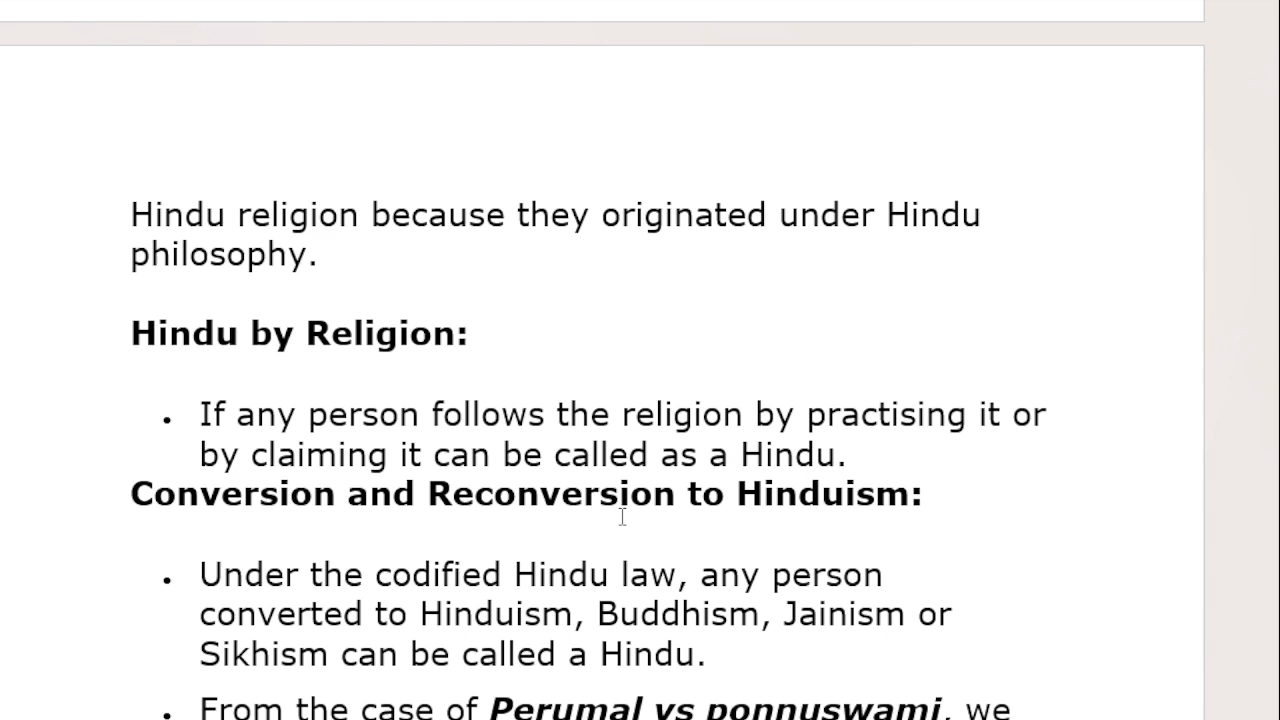 Hindu religion because they originated under Hindu
philosophy.
Hindu by Religion:
• If any person follows the religion by practising it or
by claiming it can be called as a Hindu.
Conversion and Reconversion to Hinduism:
• Under the codified Hindu law, any person
converted to Hinduism, Buddhism, Jainism or
Sikhism can be called a Hindu.
• From the case of Perumal vs ponnuswami, we